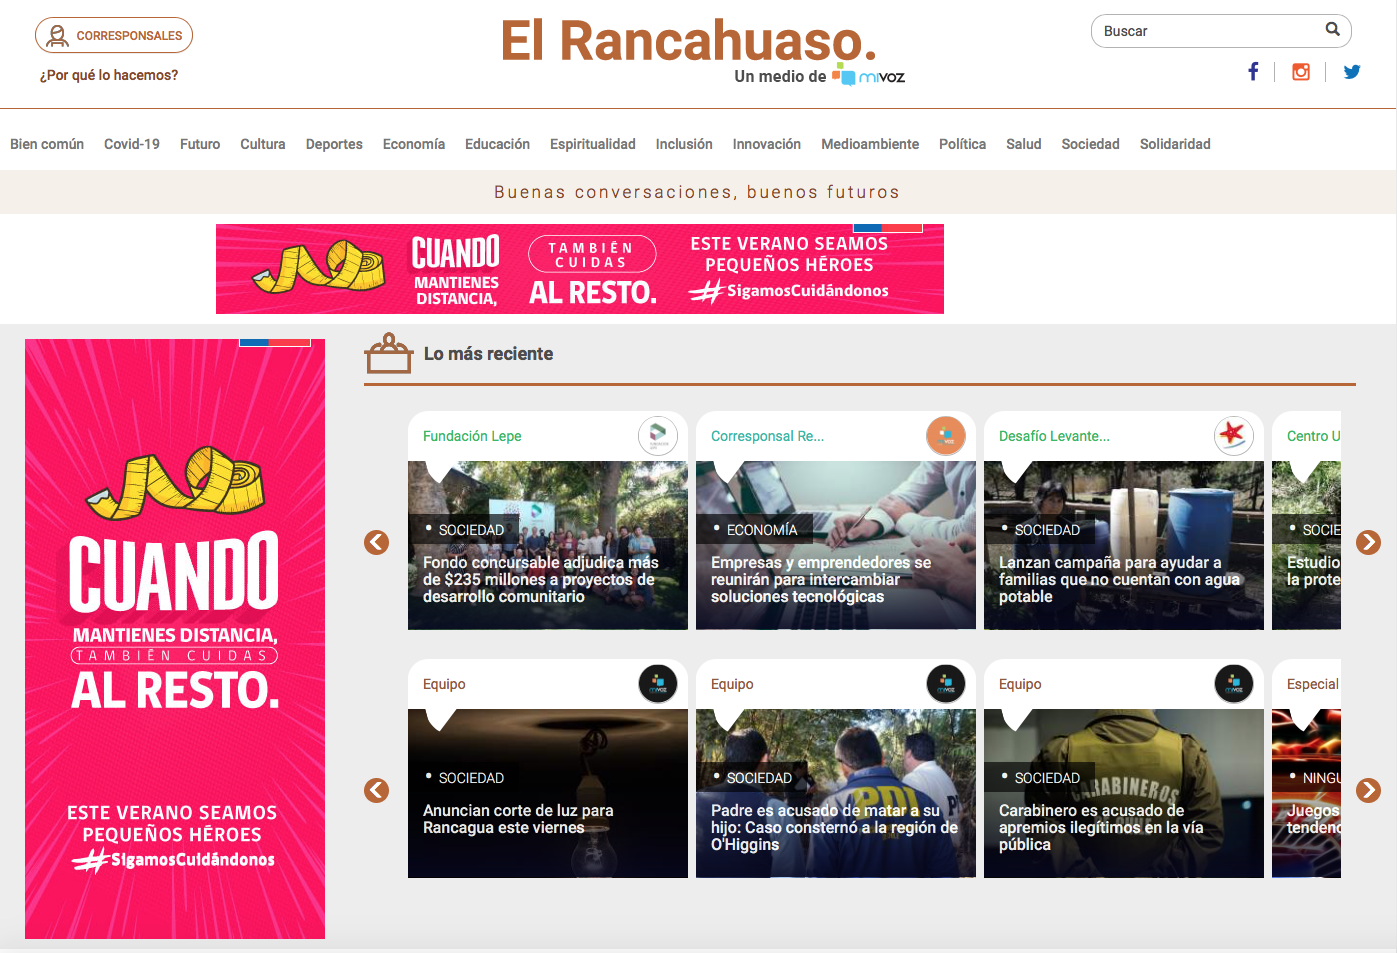 CORRESPONSALES
¿Por qué lo hacemos?
El Rancahuaso.
Un medio de mivoz
Buscar
Bien común Covid-19 Futuro Cultura Deportes Economía Educación Espiritualidad Inclusión Innovación Medioambiente Política Salud Sociedad Solidaridad
Buenas conversaciones, buenos futuros
CUANDO
MANTIENES
DISTANCIA,
TAMBIÉN
CUIDAS
AL RESTO.
ESTE VERANO SEAMOS
PEQUEÑOS HÉROES
#SigamosCuidándonos
CUANDO
MANTIENES DISTANCIA,
TAMBIÉN CUIDAS
AL RESTO.
ESTE VERANO SEAMOS
PEQUEÑOS HÉROES
#SigamosCuidándonos
Lo más reciente
Fundación Lepe
• SOCIEDAD
Fondo concursable adjudica más
de $235 millones a proyectos de
desarrollo comunitario
Corresponsal Re...
• ECONOMÍA
Empresas y emprendedores se
reunirán para intercambiar
soluciones tecnológicas
Desafío Levante...
• SOCIEDAD
Lanzan campaña para ayudar a
familias que no cuentan con agua
potable
Centro U
• SOCIE
Estudio
la prote
Equipo
mivoz
• SOCIEDAD
Anuncian corte de luz para
Rancagua este viernes
Equipo
mivoz
PDI
• SOCIEDAD
Padre es acusado de matar a su
hijo: Caso consternó a la región de
O'Higgins
Equipo
mivoz
CARABINEROS
• SOCIEDAD
Carabinero es acusado de
apremios ilegítimos en la vía
pública
Especial
• NINGU
Juegos
tendenc